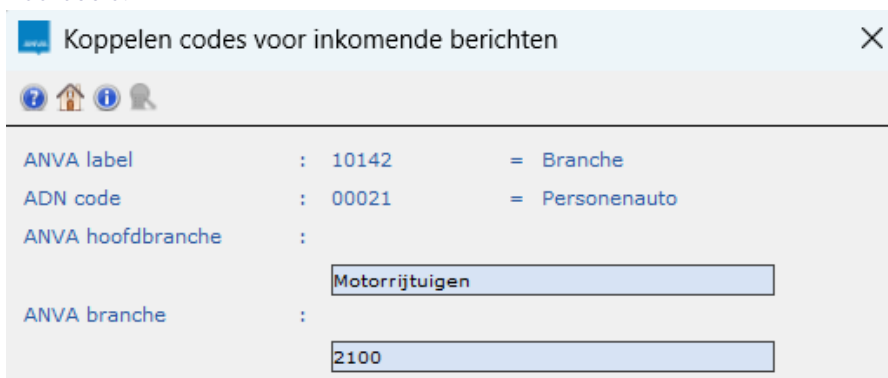 Koppelen codes voor inkomende berichten
ANVA label : 10142 = Branche
ADN code : 00021 = Personenauto
ANVA hoofdbranche :
Motorrijtuigen
ANVA branche :
2100